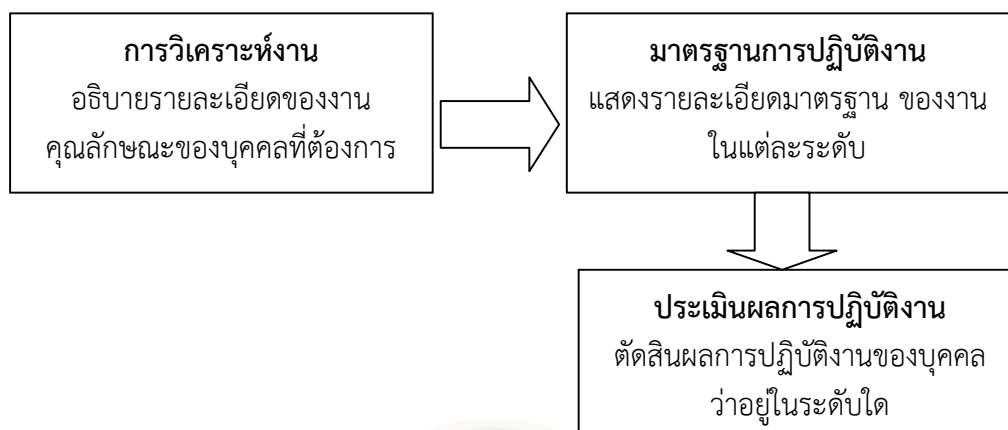 การวิเคราะห์งาน
อธิบายรายละเอียดของงาน
คุณลักษณะของบุคคลที่ต้องการ
มาตรฐานการปฏิบัติงาน
แสดงรายละเอียดมาตรฐาน ของงาน
ในแต่ละระดับ
ประเมินผลการปฏิบัติงาน
ตัดสินผลการปฏิบัติงานของบุคคล
ว่าอยู่ในระดับใด